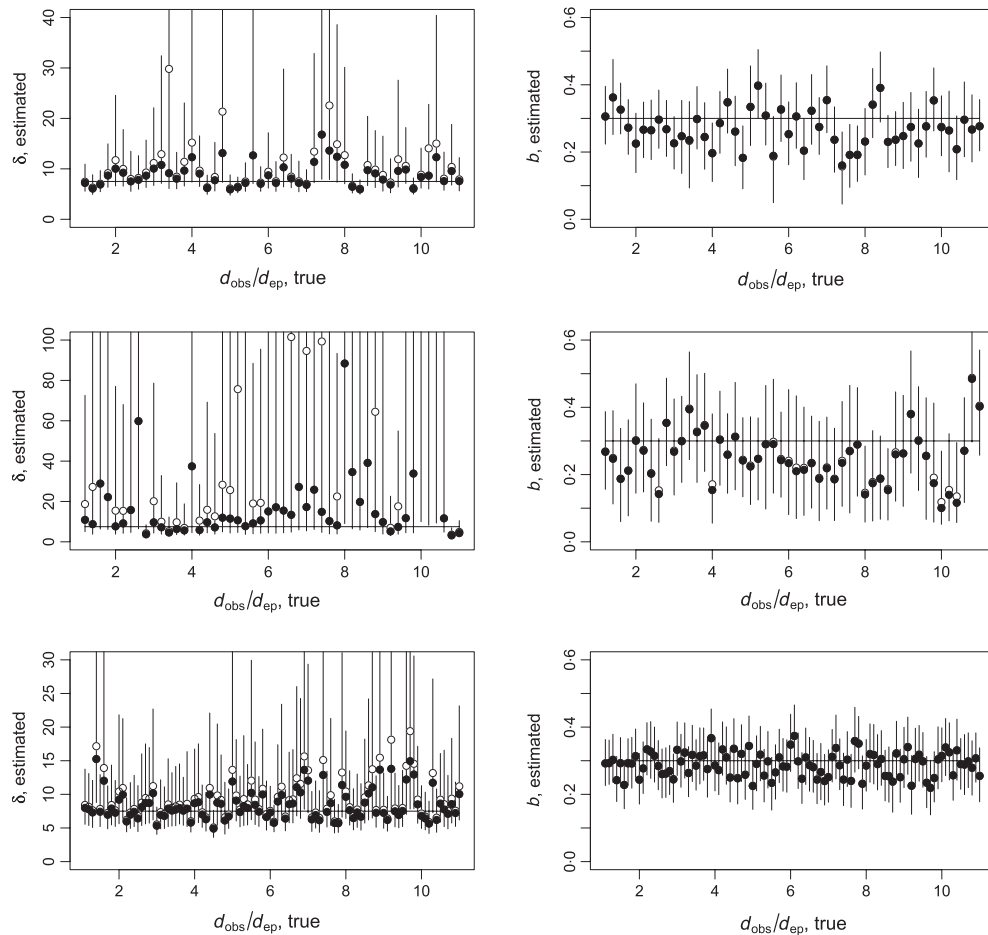 δ, estimated
40
30
20
10
0
2 4 6 8 10
d_obs/d_ep, true
b, estimated
0·6
0·4
0·2
0·0
2 4 6 8 10
d_obs/d_ep, true
δ, estimated
100
80
60
40
20
0
2 4 6 8 10
d_obs/d_ep, true
b, estimated
0·6
0·4
0·2
0·0
2 4 6 8 10
d_obs/d_ep, true
δ, estimated
30
25
20
15
10
5
0
2 4 6 8 10
d_obs/d_ep, true
b, estimated
0·6
0·4
0·2
0·0
2 4 6 8 10
d_obs/d_ep, true